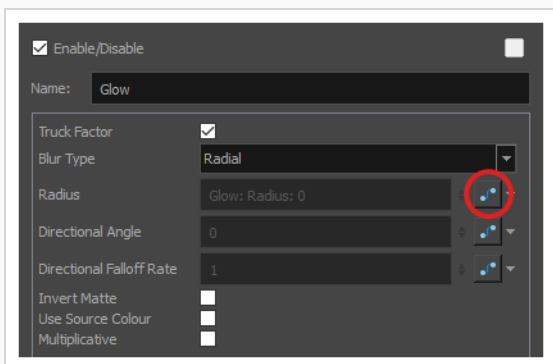 Enable/Disable
Name: Glow
Truck Factor
Blur Type Radial
Radius Glow: Radius: 0
Directional Angle 0
Directional Falloff Rate 1
Invert Matte
Use Source Colour
Multiplicative